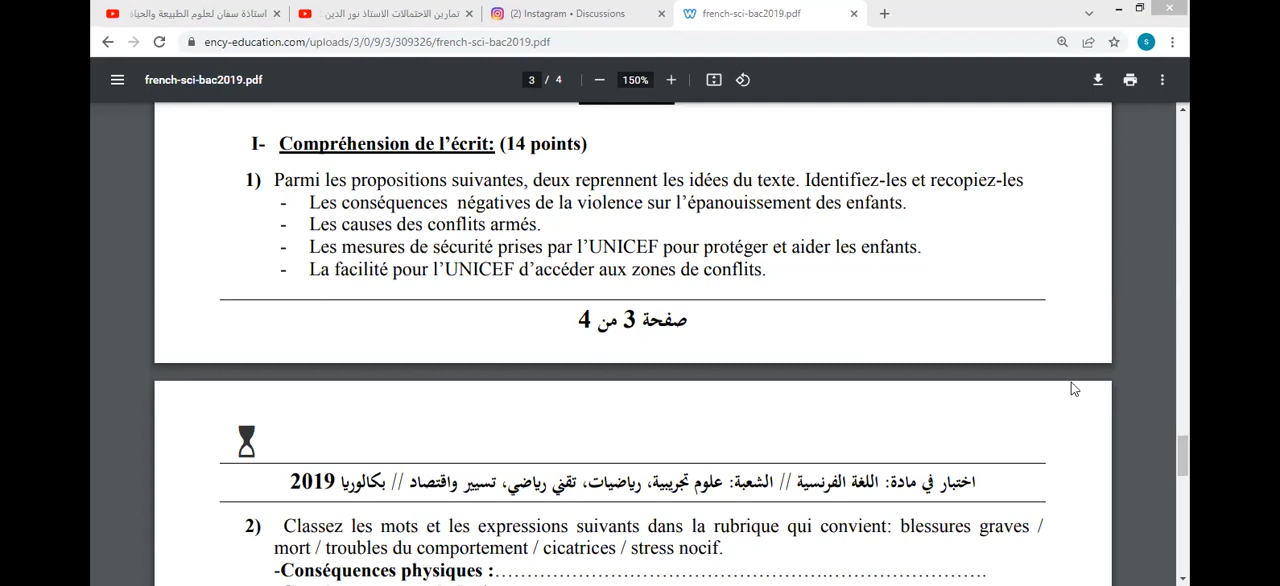 استاذة سفان لعلوم الطبيعة والحياة
تمارين الاحتمالات الاستاذ نور الدين...
(2) Instagram • Discussions
french-sci-bac2019.pdf
ency-education.com/uploads/3/0/9/3/309326/french-sci-bac2019.pdf
s
french-sci-bac2019.pdf
3 / 4
150%
I- Compréhension de l’écrit: (14 points)
1) Parmi les propositions suivantes, deux reprennent les idées du texte. Identifiez-les et recopiez-les
- Les conséquences négatives de la violence sur l’épanouissement des enfants.
- Les causes des conflits armés.
- Les mesures de sécurité prises par l’UNICEF pour protéger et aider les enfants.
- La facilité pour l’UNICEF d’accéder aux zones de conflits.
صفحة 3 من 4
اختبار في مادة: اللغة الفرنسية // الشعبة: علوم تجريبية، رياضيات، تقني رياضي، تسيير واقتصاد // بكالوريا 2019
2) Classez les mots et les expressions suivants dans la rubrique qui convient: blessures graves /
mort / troubles du comportement / cicatrices / stress nocif.
-Conséquences physiques :……………………………………………………………………